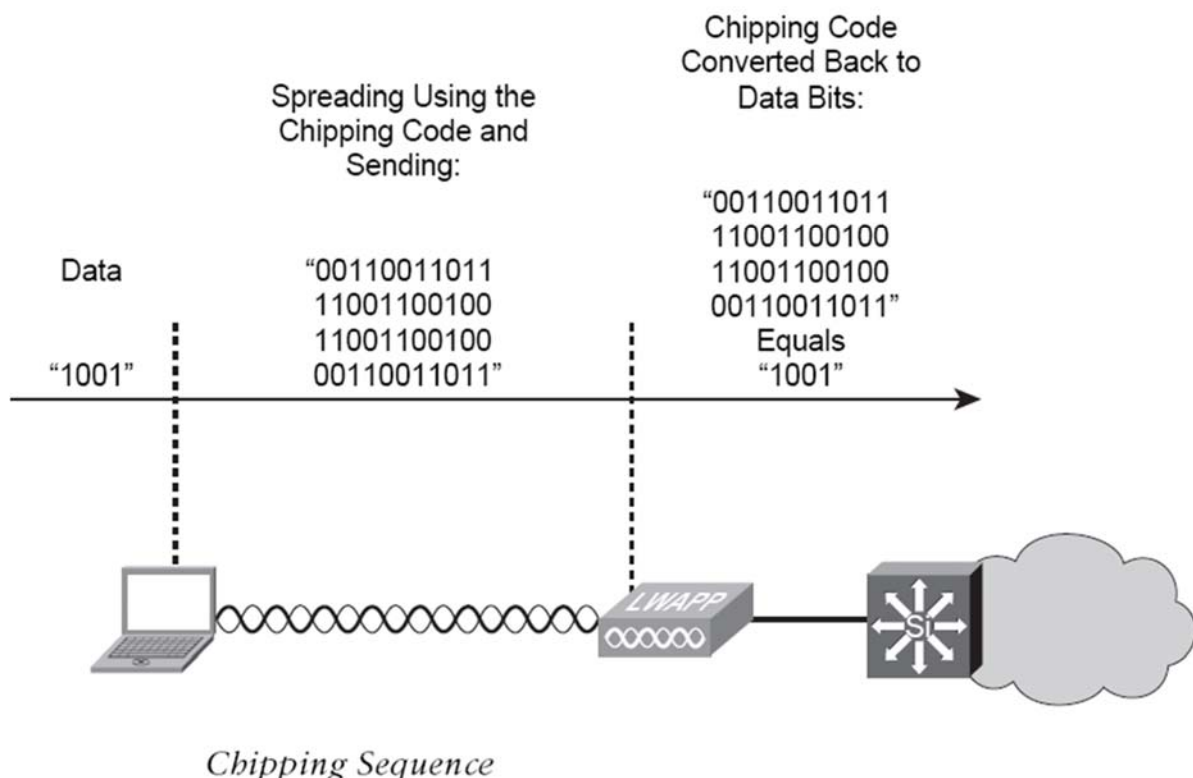 Chipping Code
Converted Back to
Data Bits:
Spreading Using the
Chipping Code and
Sending:
“00110011011
11001100100
11001100100
00110011011”
Equals
“1001”
Data
“00110011011
11001100100
11001100100
00110011011”
“1001”
LWAPP
Si
Chipping Sequence